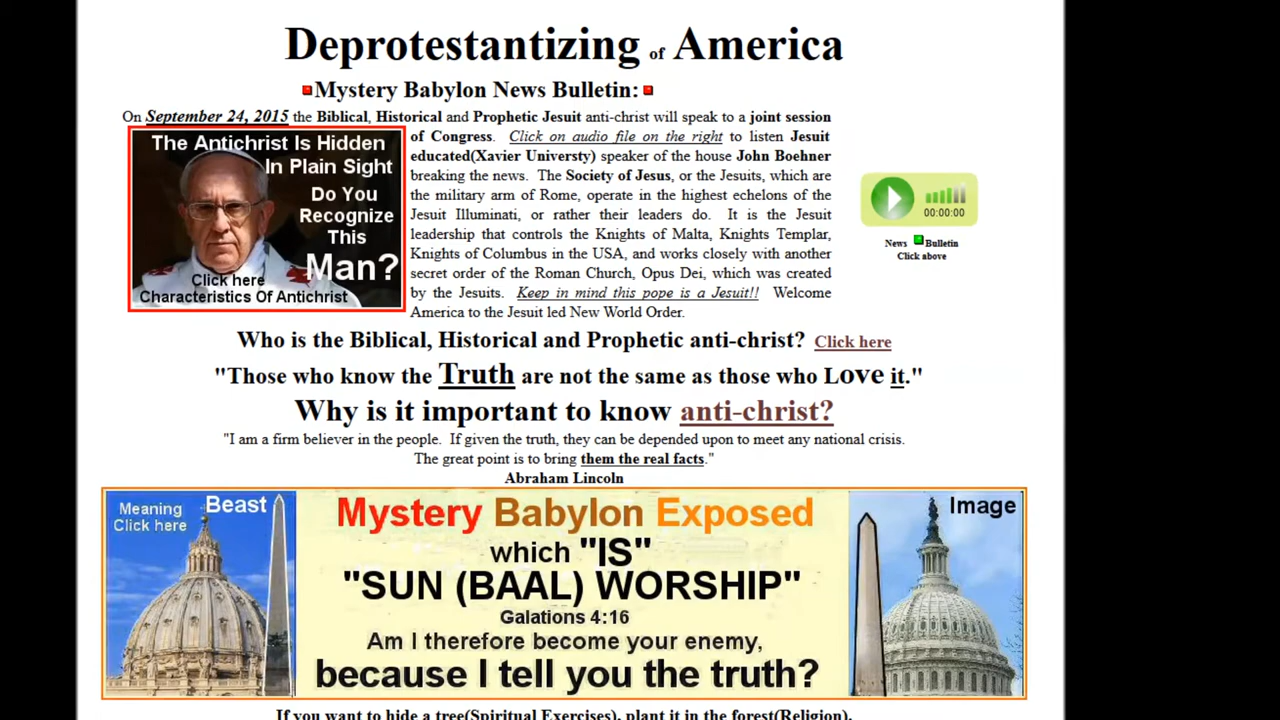 Deprotestantizing of America
Mystery Babylon News Bulletin:
On September 24, 2015 the Biblical, Historical and Prophetic Jesuit anti-christ will speak to a joint session
of Congress. Click on audio file on the right to listen Jesuit
educated(Xavier Universty) speaker of the house John Boehner
breaking the news. The Society of Jesus, or the Jesuits, which are
the military arm of Rome, operate in the highest echelons of the
Jesuit Illuminati, or rather their leaders do. It is the Jesuit
leadership that controls the Knights of Malta, Knights Templar,
Knights of Columbus in the USA, and works closely with another
secret order of the Roman Church, Opus Dei, which was created
by the Jesuits. Keep in mind this pope is a Jesuit!! Welcome
America to the Jesuit led New World Order.
The Antichrist Is Hidden
In Plain Sight
Do You
Recognize
This
Man?
Click here
Characteristics Of Antichrist
00:00:00
News Bulletin
Click above
Who is the Biblical, Historical and Prophetic anti-christ? Click here
"Those who know the Truth are not the same as those who Love it."
Why is it important to know anti-christ?
"I am a firm believer in the people. If given the truth, they can be depended upon to meet any national crisis.
The great point is to bring them the real facts."
Abraham Lincoln
Meaning
Click here
Beast
Mystery Babylon Exposed
which "IS"
"SUN (BAAL) WORSHIP"
Galations 4:16
Am I therefore become your enemy,
because I tell you the truth?
Image
If you want to hide a tree(Spiritual Exercises), plant it in the forest(Religion).